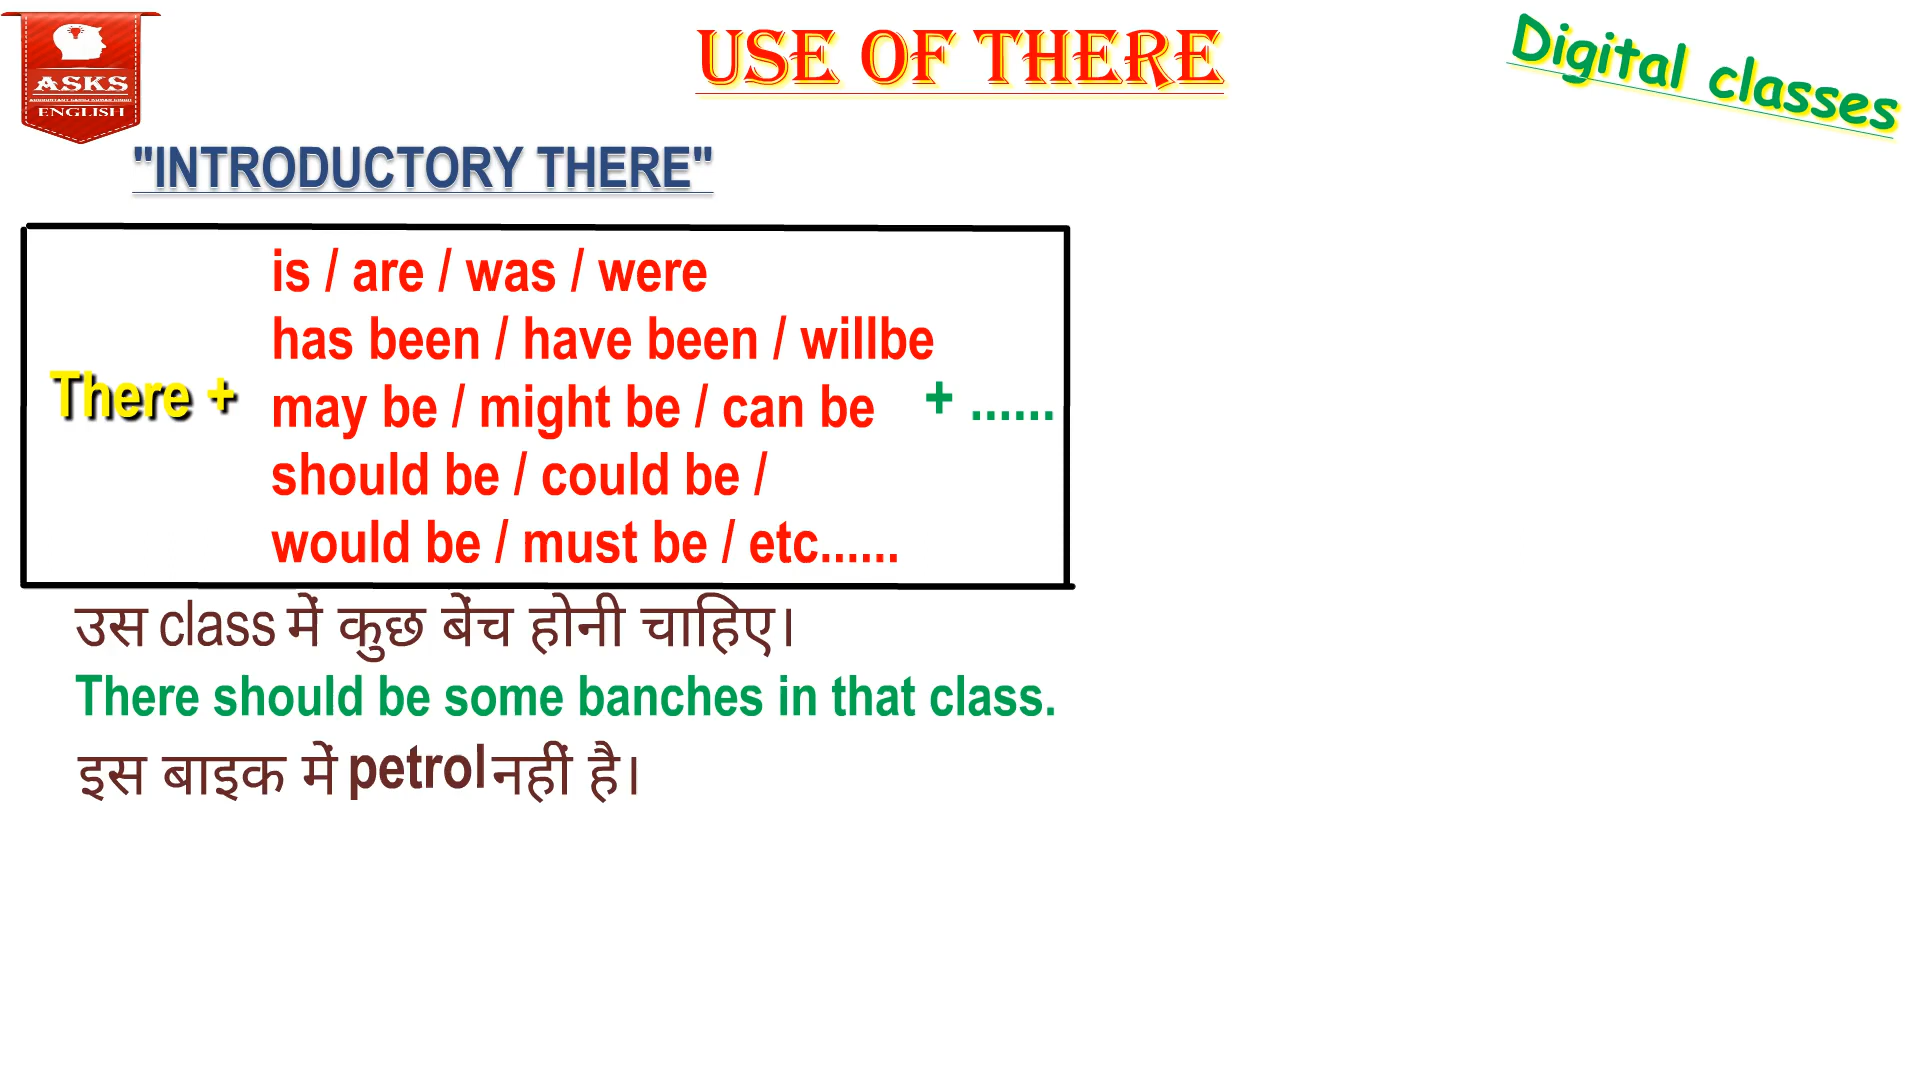 ASKS
ENGLISH
USE OF THERE
Digital classes
"INTRODUCTORY THERE"
There +
is / are / was / were
has been / have been / willbe
may be / might be / can be
should be / could be /
would be / must be / etc......
+ ......
उस class में कुछ बेंच होनी चाहिए।
There should be some banches in that class.
इस बाइक में petrol नहीं है।